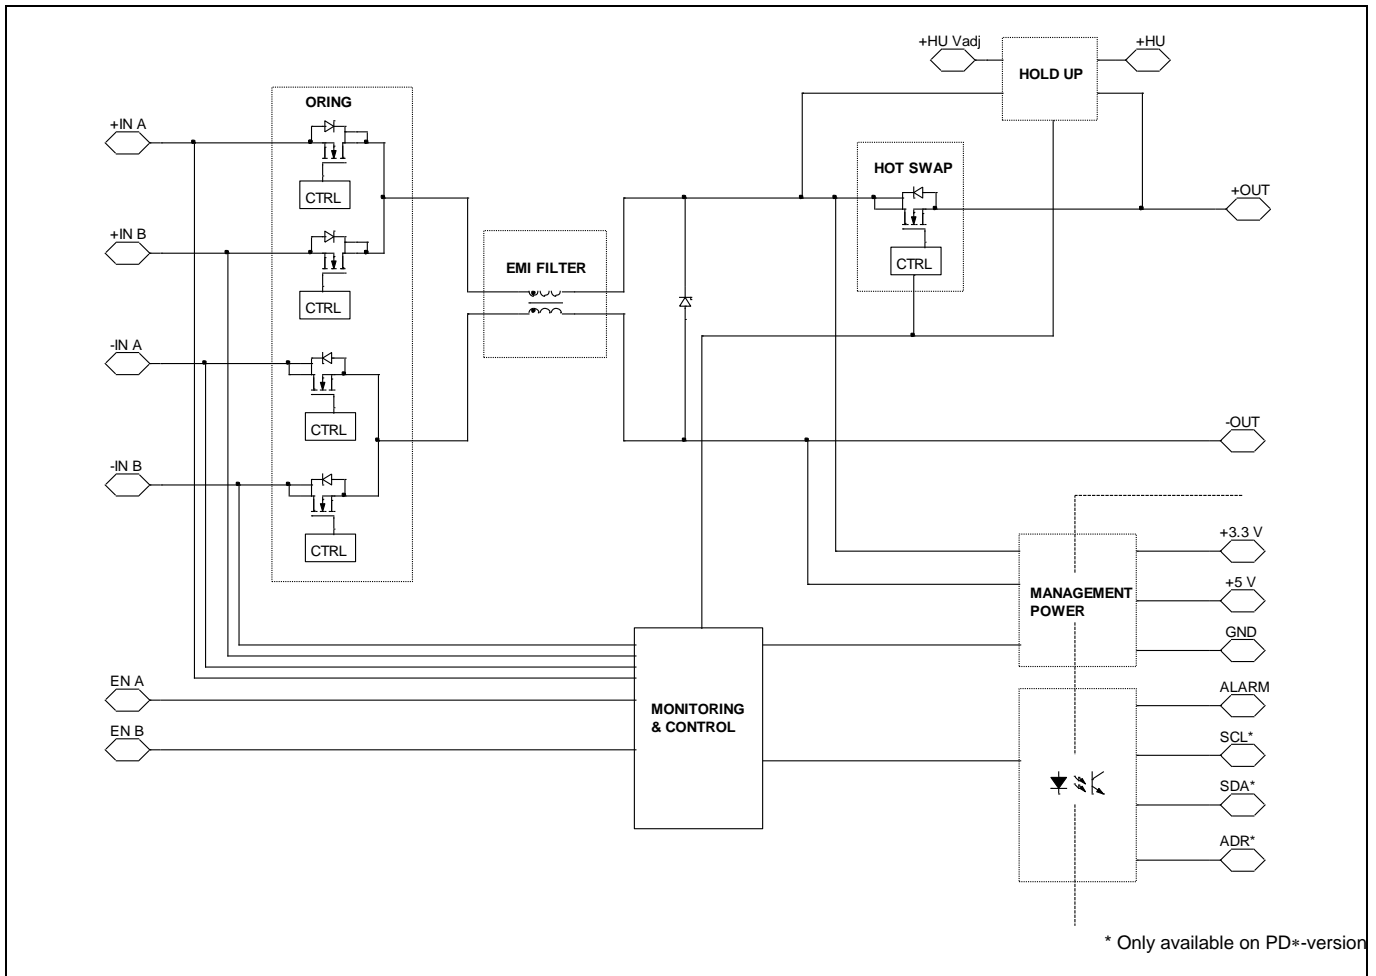 +HU Vadj
+HU
HOLD UP
ORING
+IN A
CTRL
HOT SWAP
+OUT
+IN B
CTRL
EMI FILTER
CTRL
-IN A
CTRL
-OUT
-IN B
CTRL
+3.3 V
+5 V
MANAGEMENT
POWER
GND
EN A
ALARM
MONITORING
& CONTROL
EN B
SCL*
SDA*
ADR*
* Only available on PD*-version